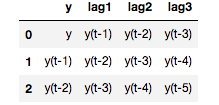 y lag1 lag2 lag3
0 y y(t-1) y(t-2) y(t-3)
1 y(t-1) y(t-2) y(t-3) y(t-4)
2 y(t-2) y(t-3) y(t-4) y(t-5)